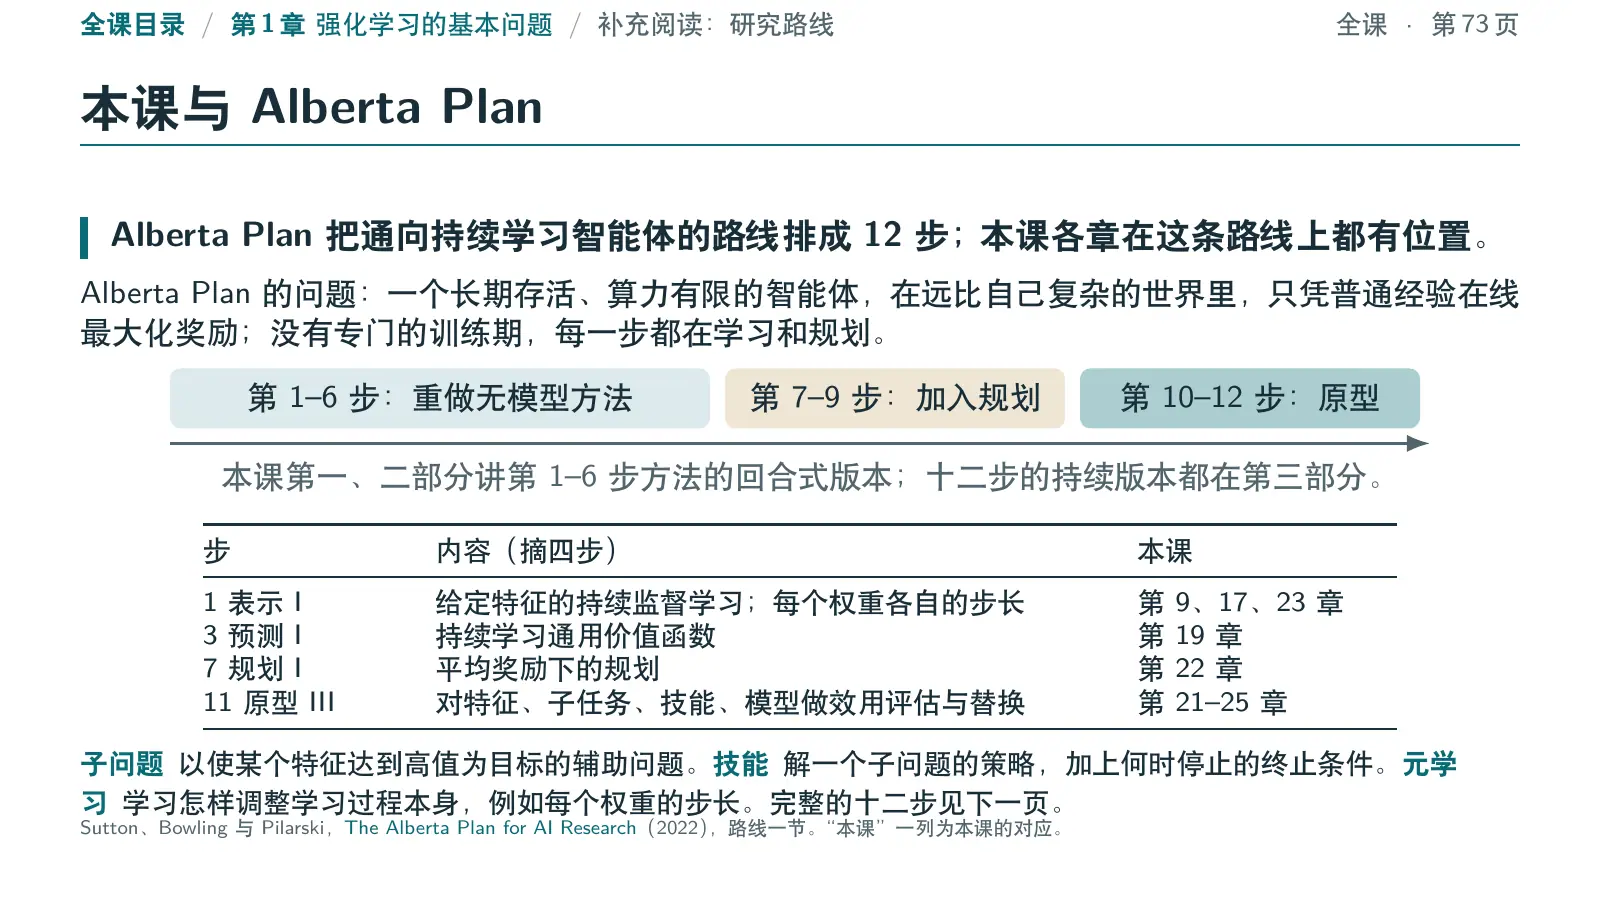 全课目录 / 第1章 强化学习的基本问题 / 补充阅读：研究路线
全课 · 第73页
本课与 Alberta Plan
Alberta Plan 把通向持续学习智能体的路线排成 12 步；本课各章在这条路线上都有位置。
Alberta Plan 的问题：一个长期存活、算力有限的智能体，在远比自己复杂的世界里，只凭普通经验在线
最大化奖励；没有专门的训练期，每一步都在学习和规划。
第 1–6 步：重做无模型方法
第 7–9 步：加入规划
第 10–12 步：原型
本课第一、二部分讲第 1–6 步方法的回合式版本；十二步的持续版本都在第三部分。
步 内容（摘四步） 本课
1 表示 I 给定特征的持续监督学习；每个权重各自的步长 第 9、17、23 章
3 预测 I 持续学习通用价值函数 第 19 章
7 规划 I 平均奖励下的规划 第 22 章
11 原型 III 对特征、子任务、技能、模型做效用评估与替换 第 21–25 章
子问题 以使某个特征达到高值为目标的辅助问题。技能 解一个子问题的策略，加上何时停止的终止条件。元学
习 学习怎样调整学习过程本身，例如每个权重的步长。完整的十二步见下一页。
Sutton、Bowling 与 Pilarski，The Alberta Plan for AI Research（2022），路线一节。“本课” 一列为本课的对应。